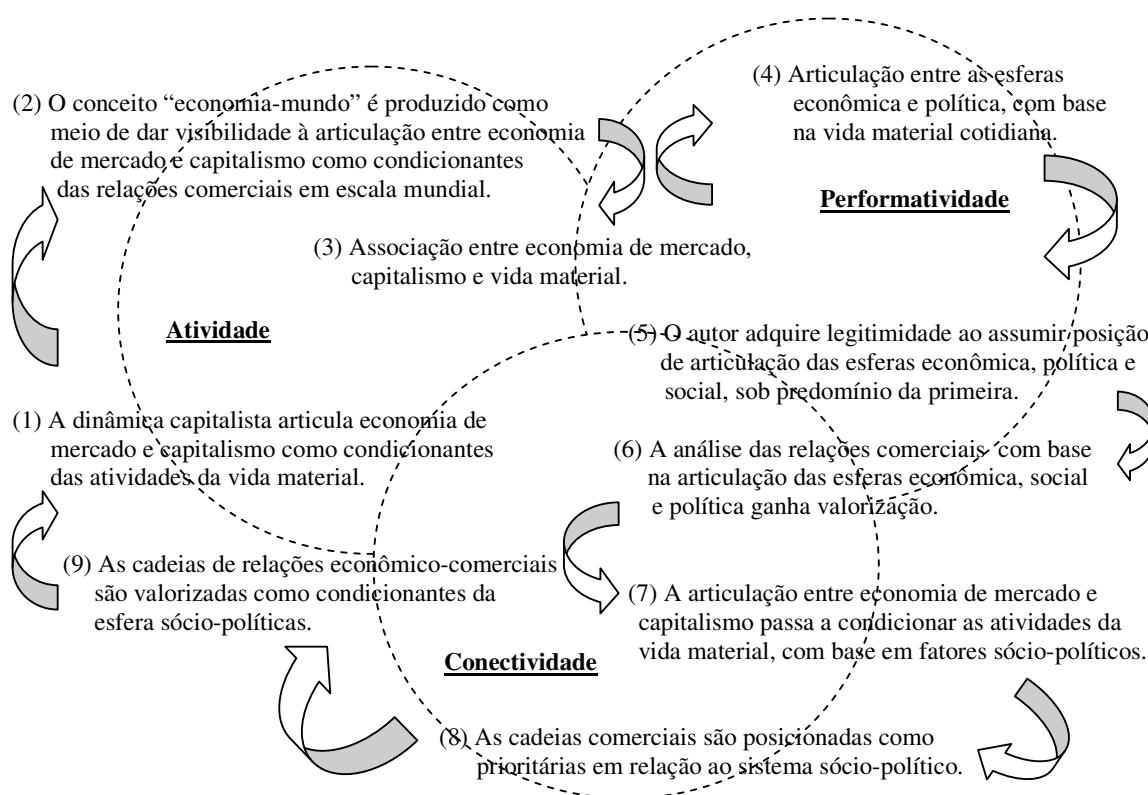 (2) O conceito “economia-mundo” é produzido como
meio de dar visibilidade à articulação entre economia
de mercado e capitalismo como condicionantes
das relações comerciais em escala mundial.
(4) Articulação entre as esferas
econômica e política, com base
na vida material cotidiana.
Performatividade
(3) Associação entre economia de mercado,
capitalismo e vida material.
Atividade
(5) O autor adquire legitimidade ao assumir posição
de articulação das esferas econômica, política e
social, sob predomínio da primeira.
(1) A dinâmica capitalista articula economia de
mercado e capitalismo como condicionantes
das atividades da vida material.
(6) A análise das relações comerciais com base
na articulação das esferas econômica, social
e política ganha valorização.
(9) As cadeias de relações econômico-comerciais
são valorizadas como condicionantes da
esfera sócio-políticas.
(7) A articulação entre economia de mercado e
capitalismo passa a condicionar as atividades da
vida material, com base em fatores sócio-políticos.
Conectividade
(8) As cadeias comerciais são posicionadas como
prioritárias em relação ao sistema sócio-político.